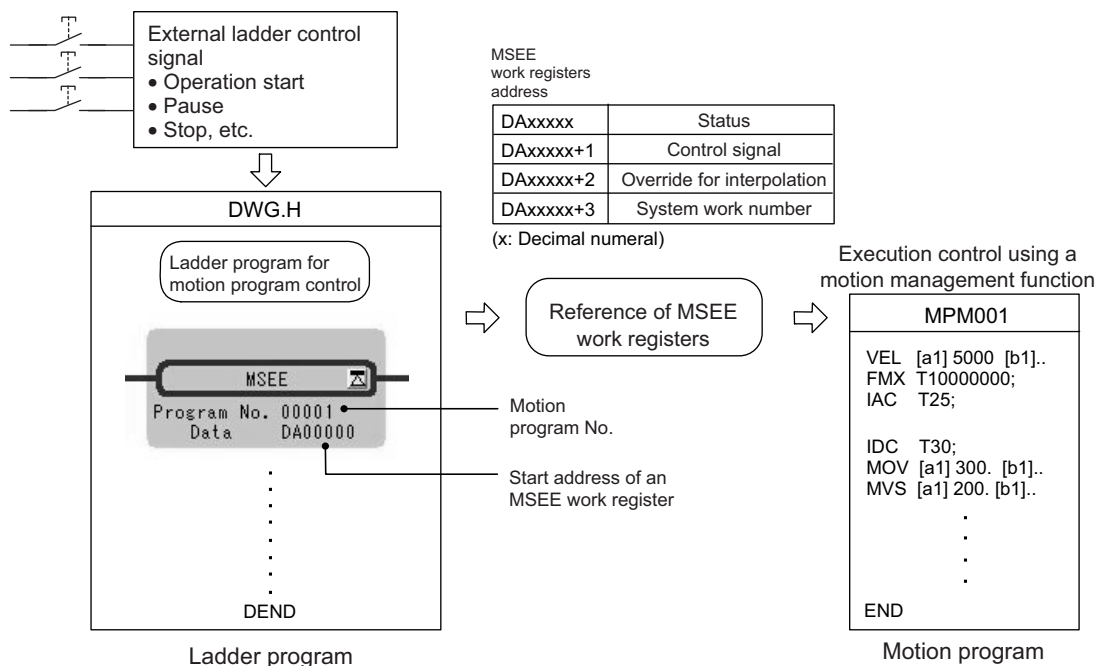 External ladder control
signal
• Operation start
• Pause
• Stop, etc.
MSEE
work registers
address
DAxxxxx Status
DAxxxxx+1 Control signal
DAxxxxx+2 Override for interpolation
DAxxxxx+3 System work number
(x: Decimal numeral)
DWG.H
Ladder program for
motion program control
MSEE
Program No. 00001
Data DA00000
Motion
program No.
Start address of an
MSEE work register
DEND
Ladder program
Reference of MSEE
work registers
Execution control using a
motion management function
MPM001
VEL [a1] 5000 [b1]..
FMX T10000000;
IAC T25;
IDC T30;
MOV [a1] 300. [b1]..
MVS [a1] 200. [b1]..
END
Motion program